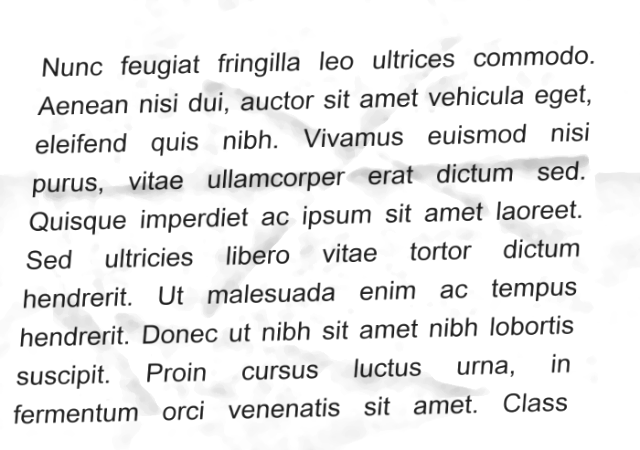 Nunc feugiat fringilla leo ultrices commodo.
Aenean nisi dui, auctor sit amet vehicula eget,
eleifend quis nibh. Vivamus euismod nisi
purus, vitae ullamcorper erat dictum sed.
Quisque imperdiet ac ipsum sit amet laoreet.
Sed ultricies libero vitae tortor dictum
hendrerit. Ut malesuada enim ac tempus
hendrerit. Donec ut nibh sit amet nibh lobortis
suscipit. Proin cursus luctus urna, in
fermentum orci venenatis sit amet. Class